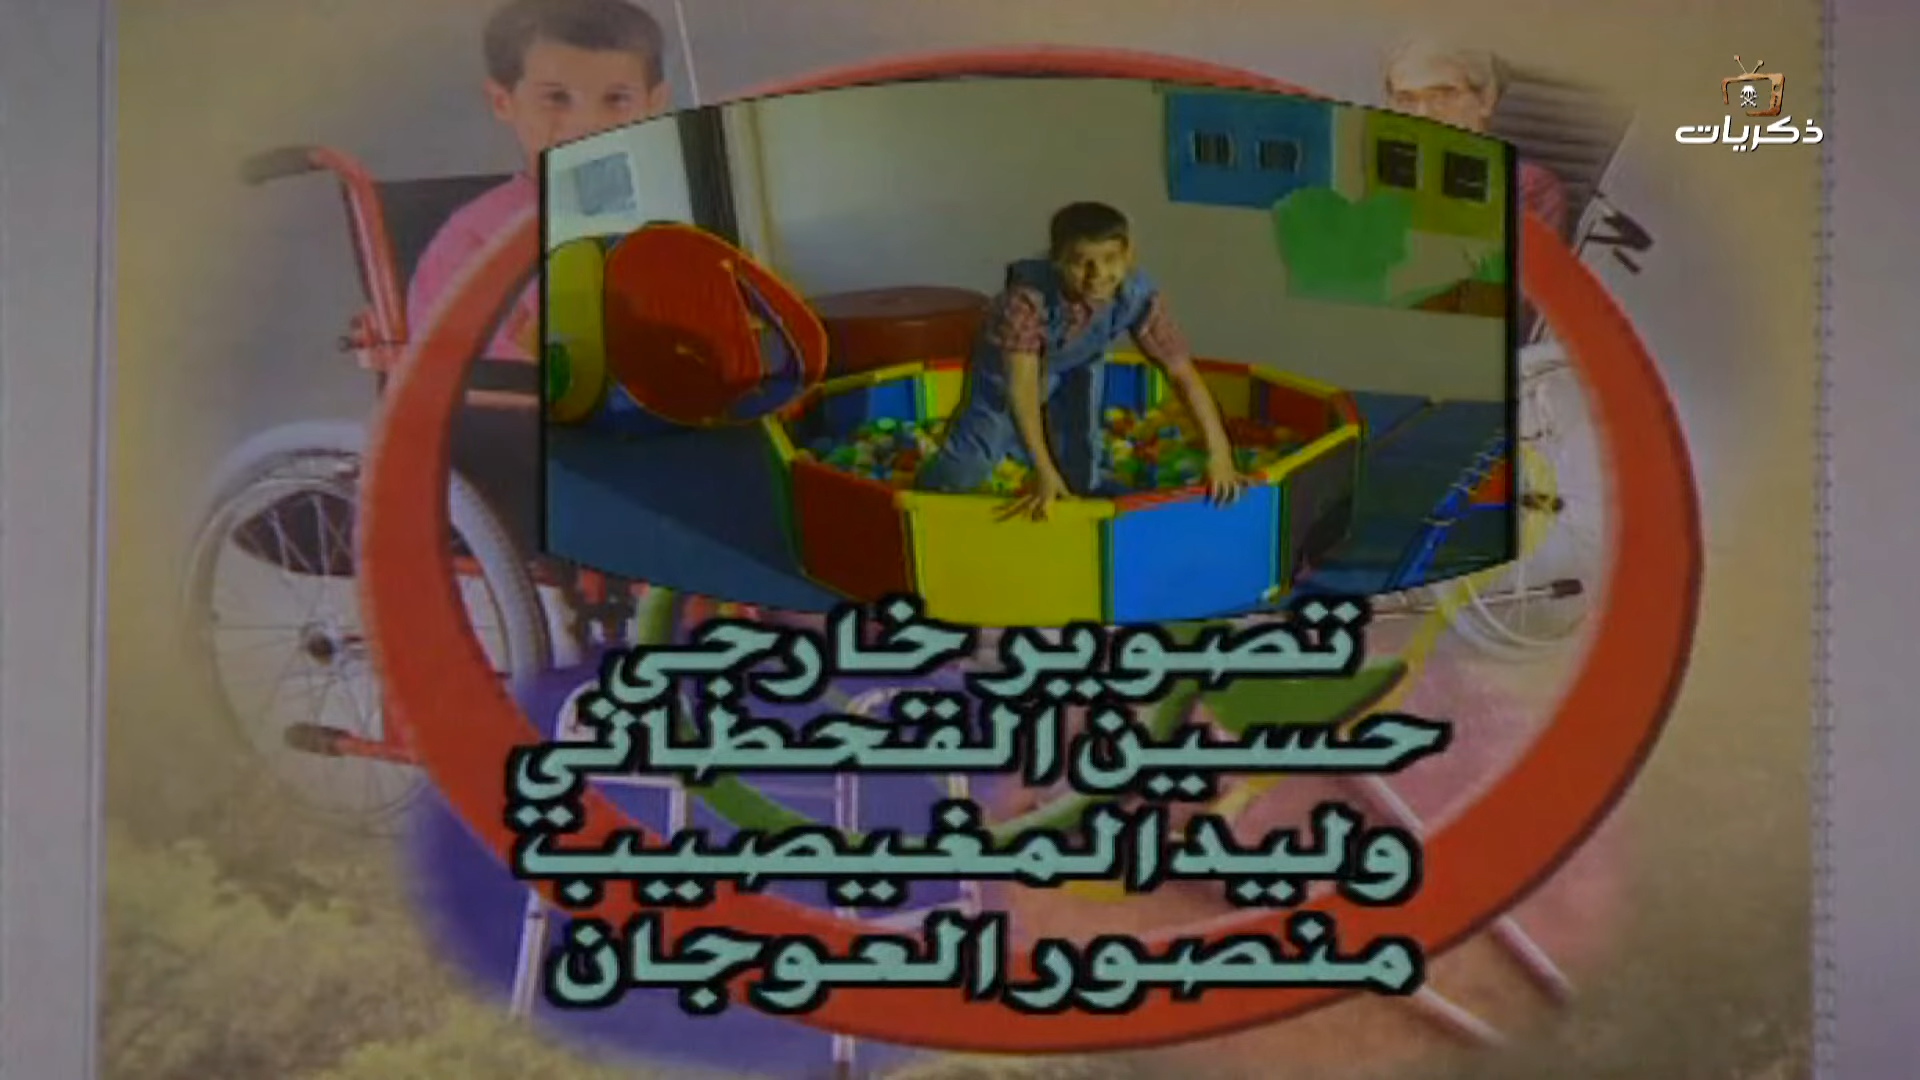 ذكريات
تصوير خارجي
حسين القحطاني
وليد المغيصيب
منصور العوجان